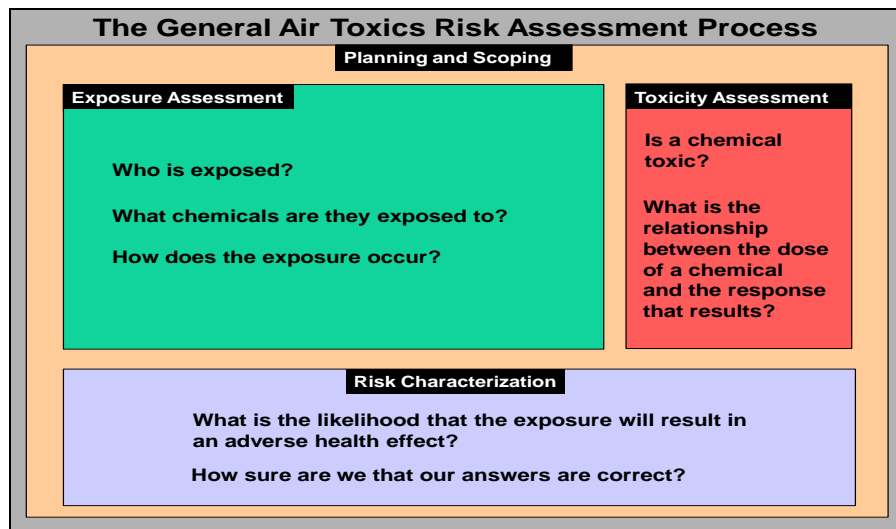 The General Air Toxics Risk Assessment Process
Planning and Scoping
Exposure Assessment
Who is exposed?
What chemicals are they exposed to?
How does the exposure occur?
Toxicity Assessment
Is a chemical
toxic?
What is the
relationship
between the dose
of a chemical
and the response
that results?
Risk Characterization
What is the likelihood that the exposure will result in
an adverse health effect?
How sure are we that our answers are correct?